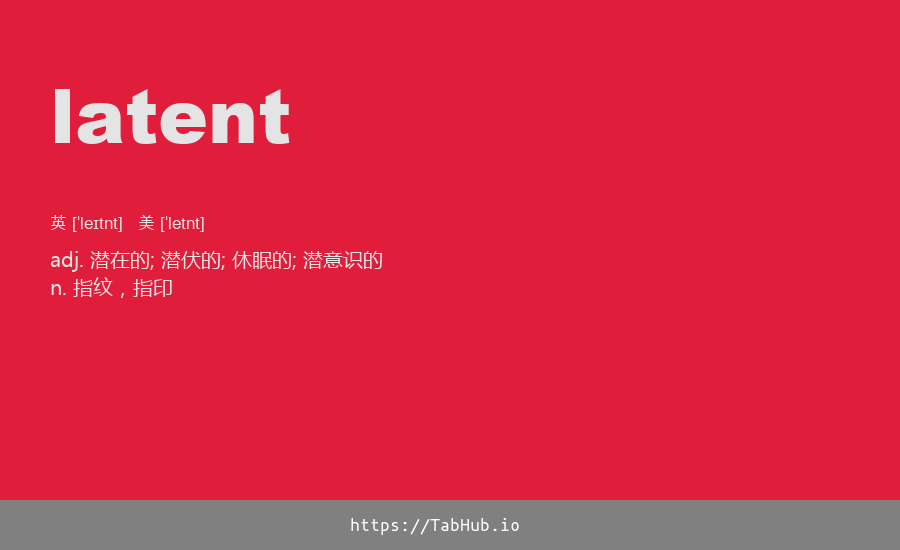 latent
英 [ˈleɪtnt] 美 [ˈletnt]
adj. 潜在的; 潜伏的; 休眠的; 潜意识的
n. 指纹，指印
https://TabHub.io